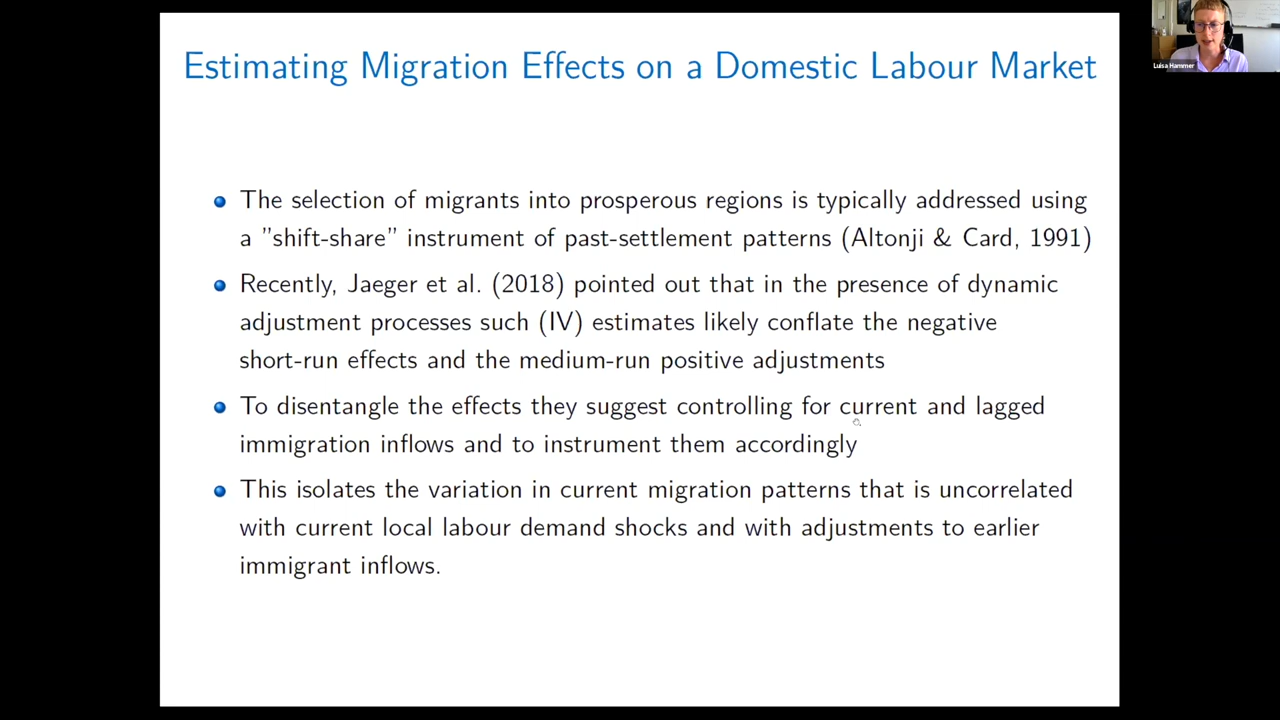 Estimating Migration Effects on a Domestic Labour Market
Luisa Hammer
The selection of migrants into prosperous regions is typically addressed using
a "shift-share" instrument of past-settlement patterns (Altonji & Card, 1991)
Recently, Jaeger et al. (2018) pointed out that in the presence of dynamic
adjustment processes such (IV) estimates likely conflate the negative
short-run effects and the medium-run positive adjustments
To disentangle the effects they suggest controlling for current and lagged
immigration inflows and to instrument them accordingly
This isolates the variation in current migration patterns that is uncorrelated
with current local labour demand shocks and with adjustments to earlier
immigrant inflows.